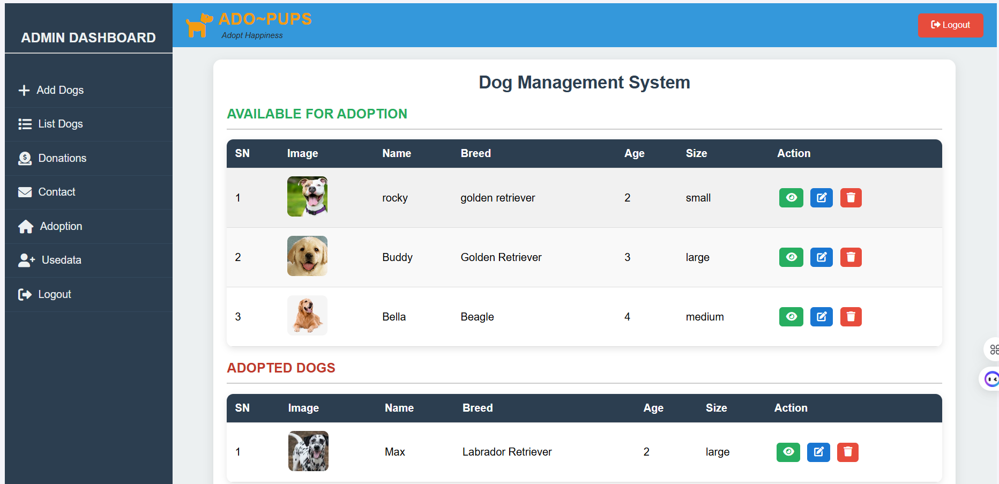 ADMIN DASHBOARD
Add Dogs
List Dogs
Donations
Contact
Adoption
Usedata
Logout
ADO~PUPS
Adopt Happiness
Logout
Dog Management System
AVAILABLE FOR ADOPTION
SN Image Name Breed Age Size Action
1 rocky golden retriever 2 small
2 Buddy Golden Retriever 3 large
3 Bella Beagle 4 medium
ADOPTED DOGS
SN Image Name Breed Age Size Action
1 Max Labrador Retriever 2 large